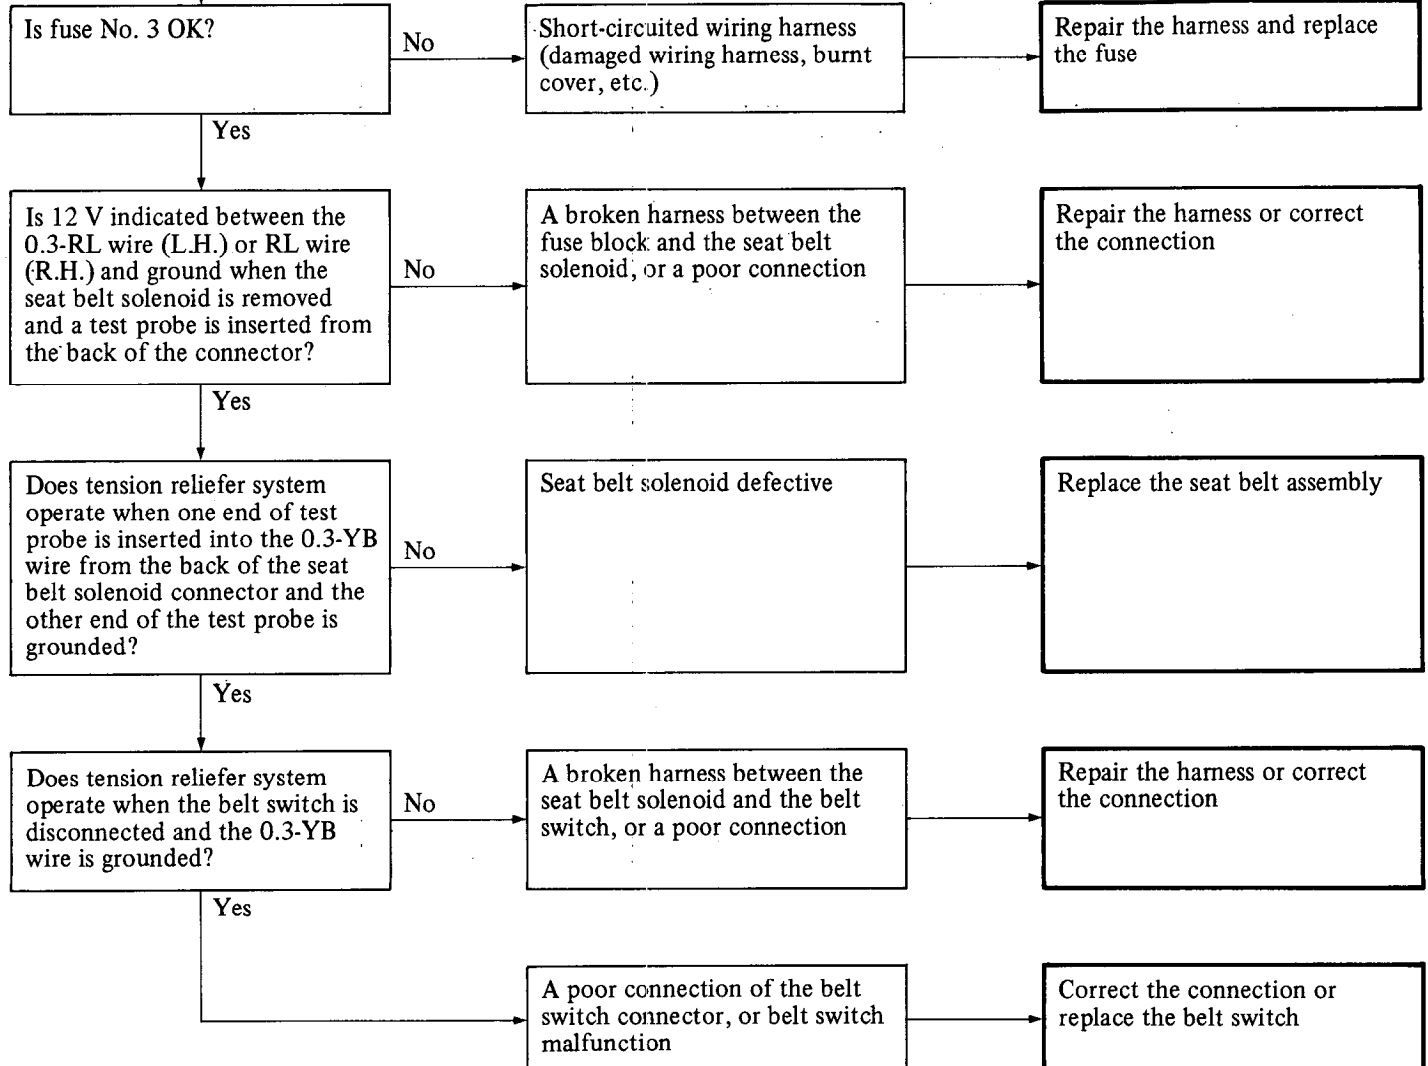 Is fuse No. 3 OK?
No
Short-circuited wiring harness
(damaged wiring harness, burnt
cover, etc.)
Repair the harness and replace
the fuse
Yes
Is 12 V indicated between the
0.3-RL wire (L.H.) or RL wire
(R.H.) and ground when the
seat belt solenoid is removed
and a test probe is inserted from
the back of the connector?
No
A broken harness between the
fuse block and the seat belt
solenoid, or a poor connection
Repair the harness or correct
the connection
Yes
Does tension reliefer system
operate when one end of test
probe is inserted into the 0.3-YB
wire from the back of the seat
belt solenoid connector and the
other end of the test probe is
grounded?
No
Seat belt solenoid defective
Replace the seat belt assembly
Yes
Does tension reliefer system
operate when the belt switch is
disconnected and the 0.3-YB
wire is grounded?
No
A broken harness between the
seat belt solenoid and the belt
switch, or a poor connection
Repair the harness or correct
the connection
Yes
A poor connection of the belt
switch connector, or belt switch
malfunction
Correct the connection or
replace the belt switch